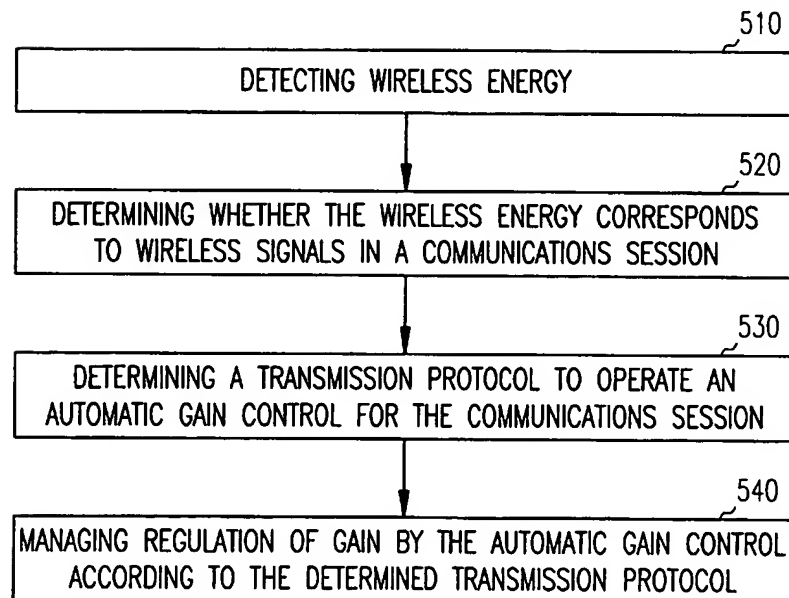 510
DETECTING WIRELESS ENERGY
520
DETERMINING WHETHER THE WIRELESS ENERGY CORRESPONDS
TO WIRELESS SIGNALS IN A COMMUNICATIONS SESSION
530
DETERMINING A TRANSMISSION PROTOCOL TO OPERATE AN
AUTOMATIC GAIN CONTROL FOR THE COMMUNICATIONS SESSION
540
MANAGING REGULATION OF GAIN BY THE AUTOMATIC GAIN CONTROL
ACCORDING TO THE DETERMINED TRANSMISSION PROTOCOL